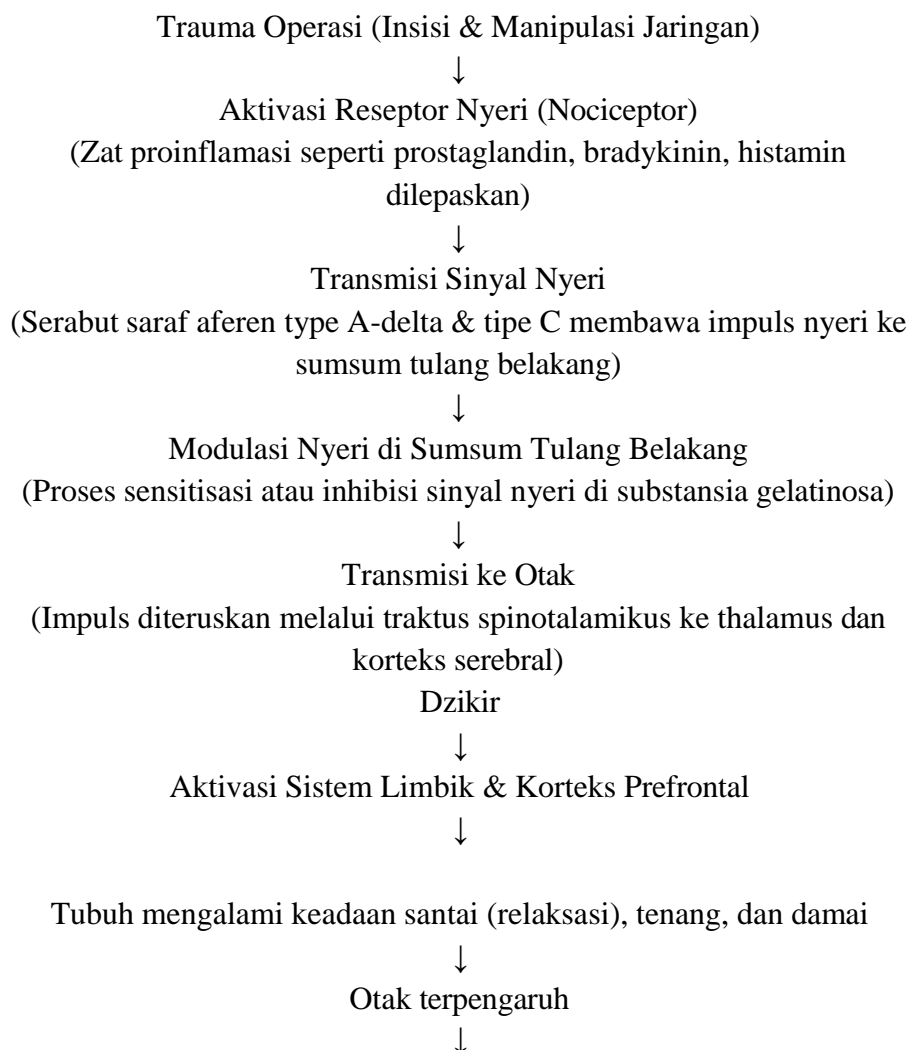 Trauma Operasi (Insisi & Manipulasi Jaringan)
↓
Aktivasi Reseptor Nyeri (Nociceptor)
(Zat proinflamasi seperti prostaglandin, bradykinin, histamin
dilepaskan)
↓
Transmisi Sinyal Nyeri
(Serabut saraf aferen type A-delta & tipe C membawa impuls nyeri ke
sumsum tulang belakang)
↓
Modulasi Nyeri di Sumsum Tulang Belakang
(Proses sensitisasi atau inhibisi sinyal nyeri di substansia gelatinosa)
↓
Transmisi ke Otak
(Impuls diteruskan melalui traktus spinotalamikus ke thalamus dan
korteks serebral)
Dzikir
↓
Aktivasi Sistem Limbik & Korteks Prefrontal
↓
Tubuh mengalami keadaan santai (relaksasi), tenang, dan damai
↓
Otak terpengaruh
↓